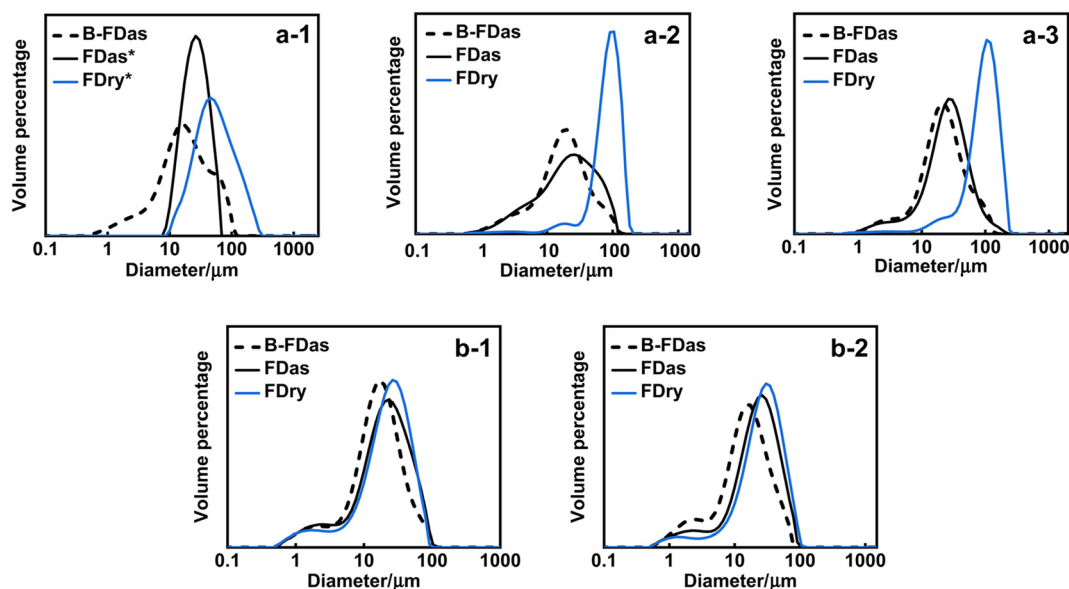 Volume percentage
B-FDas
FDas*
FDry*
a-1
0.1 1 10 100 1000
Diameter/μm
Volume percentage
B-FDas
FDas
FDry
a-2
0.1 1 10 100 1000
Diameter/μm
Volume percentage
B-FDas
FDas
FDry
a-3
0.1 1 10 100 1000
Diameter/μm
Volume percentage
B-FDas
FDas
FDry
b-1
0.1 1 10 100 1000
Diameter/μm
Volume percentage
B-FDas
FDas
FDry
b-2
0.1 1 10 100 1000
Diameter/μm